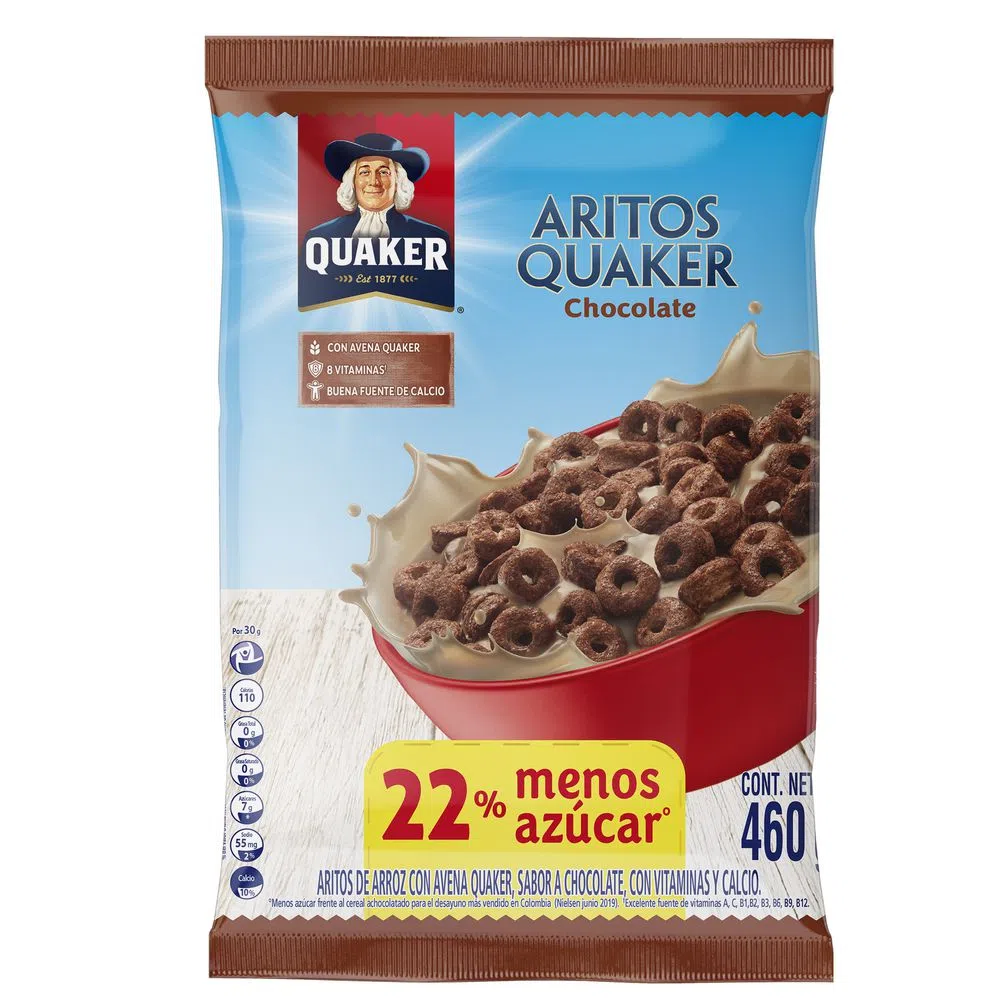 QUAKER
Est 1877
®
ARITOS
QUAKER
Chocolate
CON AVENA QUAKER
8 VITAMINAS¹
BUENA FUENTE DE CALCIO
Por 30 g
Calorías
110
Grasa Total
0 g
0%
Grasa Saturada
0 g
0%
Azúcares
7 g
*
Sodio
55 mg
2%
Calcio
10%
22% menos
azúcar°
CONT. NET
460 g
ARITOS DE ARROZ CON AVENA QUAKER, SABOR A CHOCOLATE, CON VITAMINAS Y CALCIO.
°Menos azúcar frente al cereal achocolatado para el desayuno más vendido en Colombia (Nielsen junio 2019). ¹Excelente fuente de vitaminas A, C, B1,B2, B3, B6, B9, B12.